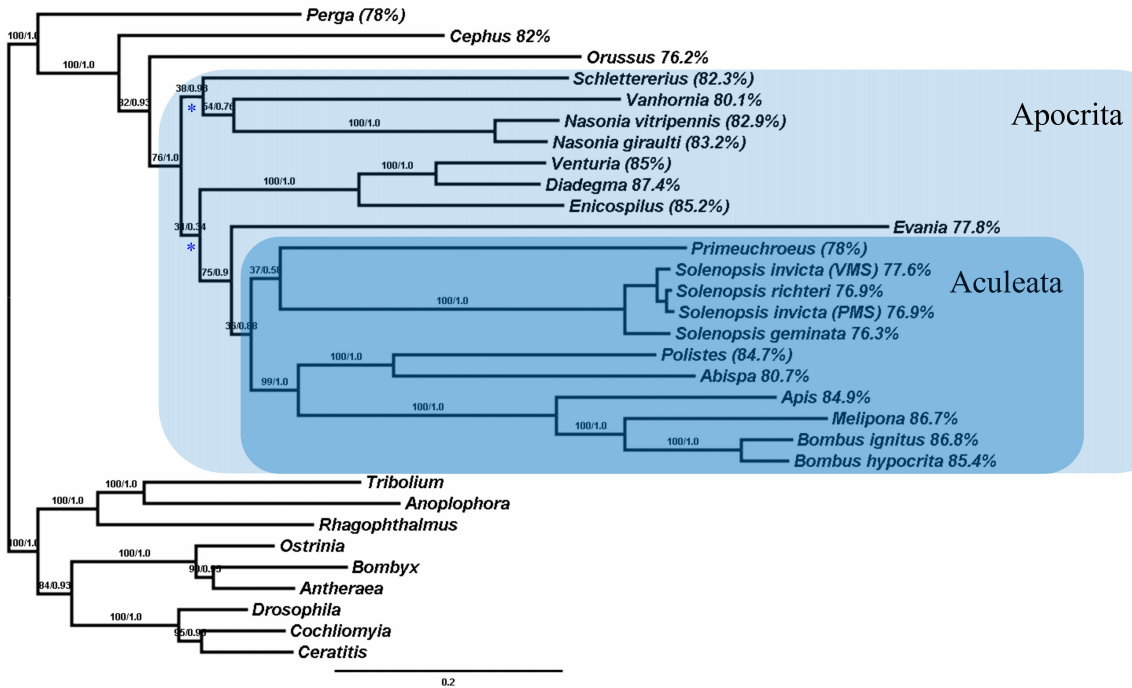 Perga (78%)
100/1.0
Cephus 82%
100/1.0
Orussus 76.2%
82/0.93
Schlettererius (82.3%)
Vanhornia 80.1%
54/0.76
*
Apocrita
Nasonia vitripennis (82.9%)
100/1.0
Nasonia giraulti (83.2%)
76/1.0
Venturia (85%)
100/1.0
Diadegma 87.4%
100/1.0
Enicospilus (85.2%)
31/0.34
Evania 77.8%
*
Primeuchroeus (78%)
75/0.9
37/0.58
Solenopsis invicta (VMS) 77.6%
Aculeata
Solenopsis richteri 76.9%
100/1.0
Solenopsis invicta (PMS) 76.9%
36/0.88
Solenopsis geminata 76.3%
Polistes (84.7%)
100/1.0
Abispa 80.7%
99/1.0
Apis 84.9%
100/1.0
Melipona 86.7%
100/1.0
Bombus ignitus 86.8%
100/1.0
Bombus hypocrita 85.4%
Tribolium
100/1.0
Anoplophora
100/1.0
Rhagophthalmus
100/1.0
Ostrinia
100/1.0
Bombyx
84/0.93
Antheraea
Drosophila
100/1.0
Cochliomyia
Ceratitis
0.2